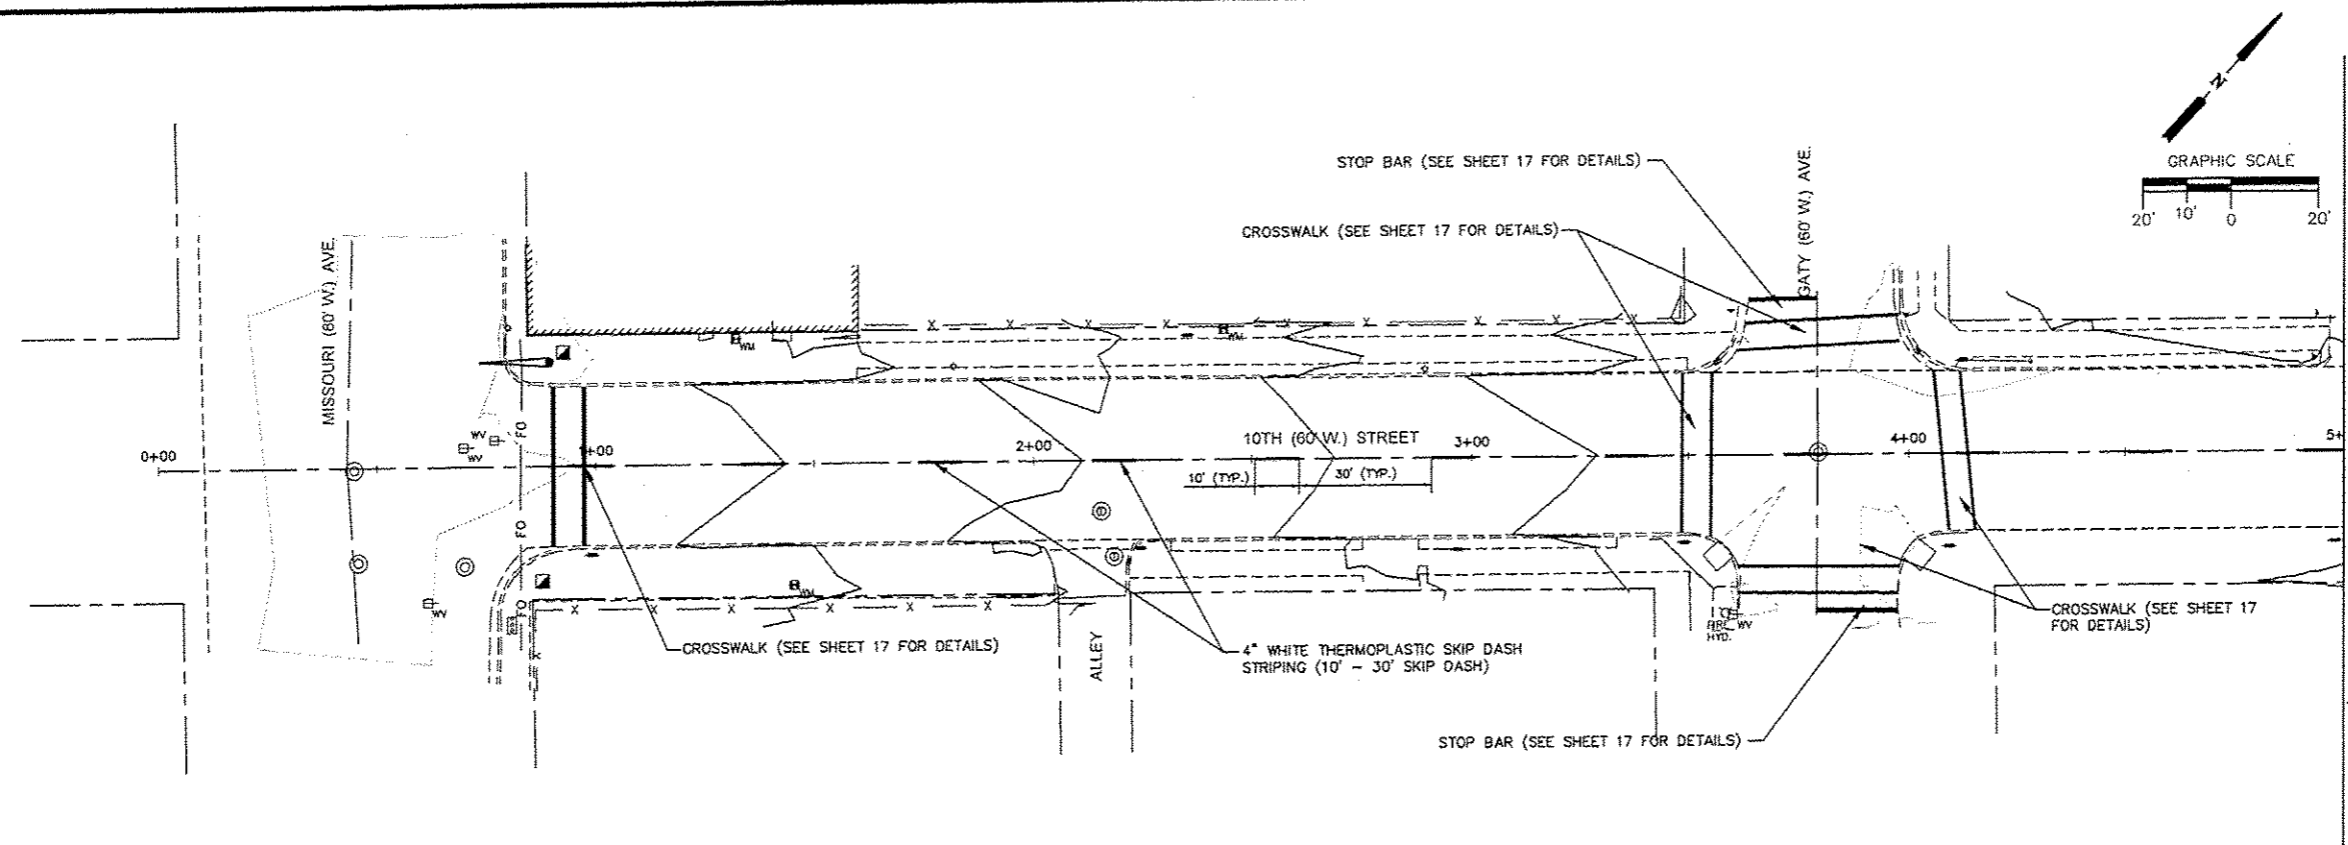 N
GRAPHIC SCALE
20' 10' 0 20'
STOP BAR (SEE SHEET 17 FOR DETAILS)
CROSSWALK (SEE SHEET 17 FOR DETAILS)
GATY (60' W.) AVE.
MISSOURI (60' W.) AVE.
WM
WM
X X X X X X X X X X
FO
WV
WV
0+00
1+00
2+00
10TH (60' W.) STREET
3+00
4+00
5+
10' (TYP.)
30' (TYP.)
FO
WM
FO
WV
X X X X X X
X
FIRE
HYD.
WV
CROSSWALK (SEE SHEET 17
FOR DETAILS)
CROSSWALK (SEE SHEET 17 FOR DETAILS)
ALLEY
4" WHITE THERMOPLASTIC SKIP DASH
STRIPING (10' - 30' SKIP DASH)
STOP BAR (SEE SHEET 17 FOR DETAILS)